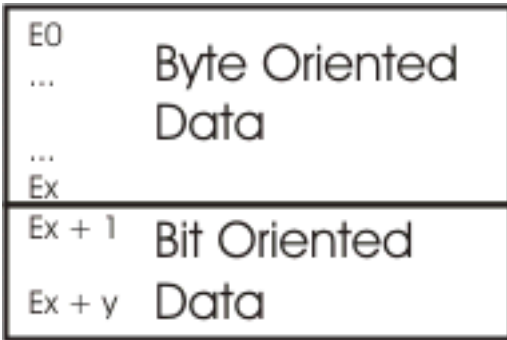 E0
...
Byte Oriented
Data
...
Ex
Ex + 1
Bit Oriented
Ex + y
Data